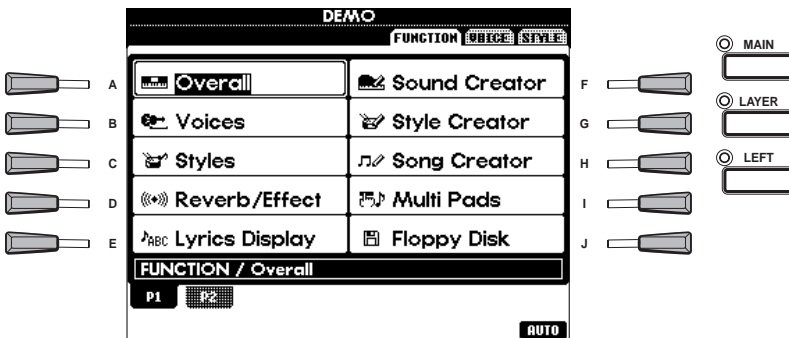 DEMO
FUNCTION VOICE STYLE
MAIN
A Overall Sound Creator F
LAYER
B Voices Style Creator G
LEFT
C Styles Song Creator H
D Reverb/Effect Multi Pads I
E ABC Lyrics Display Floppy Disk J
FUNCTION / Overall
P1 P2
AUTO